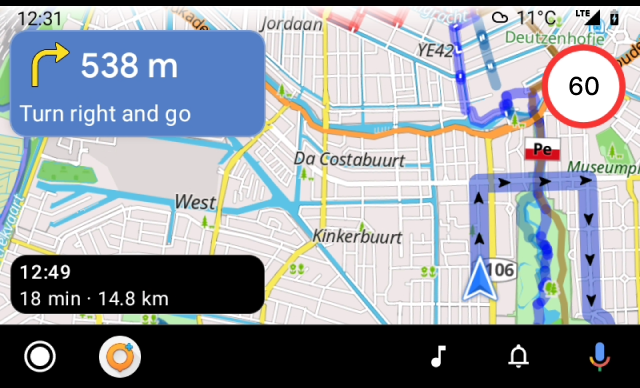 12:31
11°C
LTE
Jordaan
Deutzenhofje
YE42
60
538 m
Turn right and go
Da Costabuurt
Pe
West
Kinkerbuurt
106
12:49
18 min · 14.8 km